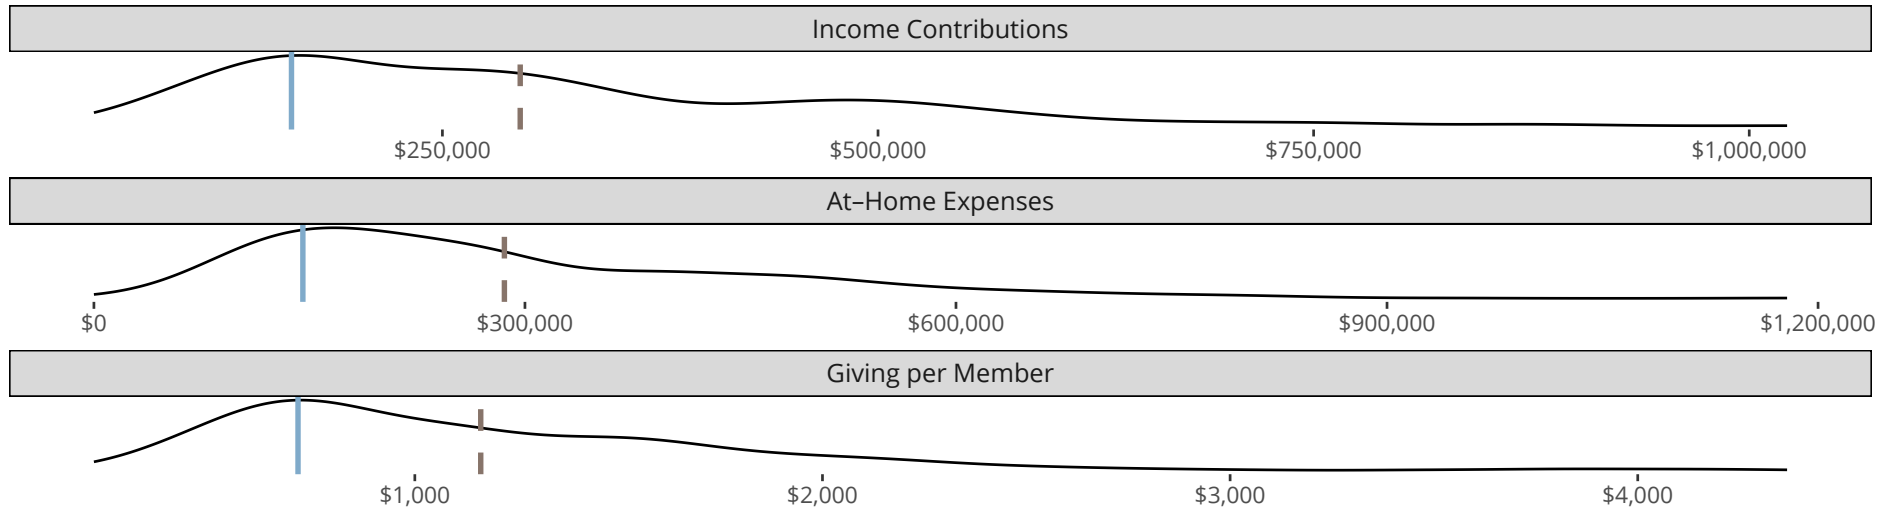 Income Contributions
$250,000 $500,000 $750,000 $1,000,000
At–Home Expenses
$0 $300,000 $600,000 $900,000 $1,200,000
Giving per Member
$1,000 $2,000 $3,000 $4,000